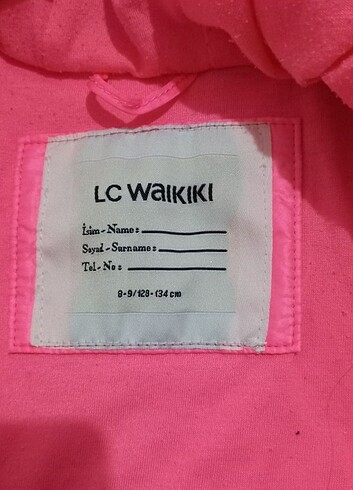 LC WAIKIKI
İsim-Name:
Soyad-Surname:
Tel-No:
8-9/128-134 cm